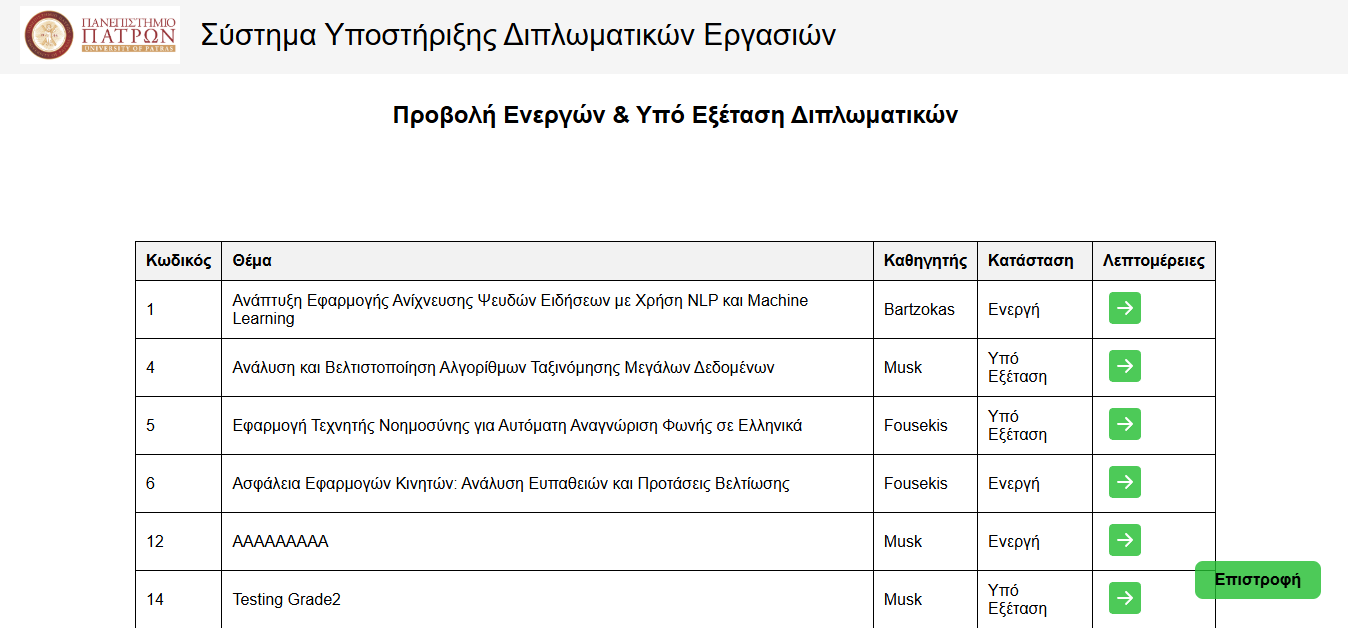 ΠΑΝΕΠΙΣΤΗΜΙΟ
ΠΑΤΡΩΝ
UNIVERSITY OF PATRAS
Σύστημα Υποστήριξης Διπλωματικών Εργασιών
Προβολή Ενεργών & Υπό Εξέταση Διπλωματικών
Κωδικός Θέμα Καθηγητής Κατάσταση Λεπτομέρειες
1 Ανάπτυξη Εφαρμογής Ανίχνευσης Ψευδών Ειδήσεων με Χρήση NLP και Machine
Learning Bartzokas Ενεργή
4 Ανάλυση και Βελτιστοποίηση Αλγορίθμων Ταξινόμησης Μεγάλων Δεδομένων Musk Υπό
Εξέταση
5 Εφαρμογή Τεχνητής Νοημοσύνης για Αυτόματη Αναγνώριση Φωνής σε Ελληνικά Fousekis Υπό
Εξέταση
6 Ασφάλεια Εφαρμογών Κινητών: Ανάλυση Ευπαθειών και Προτάσεις Βελτίωσης Fousekis Ενεργή
12 AAAAAAAAA Musk Ενεργή
14 Testing Grade2 Musk Υπό
Εξέταση
Επιστροφή